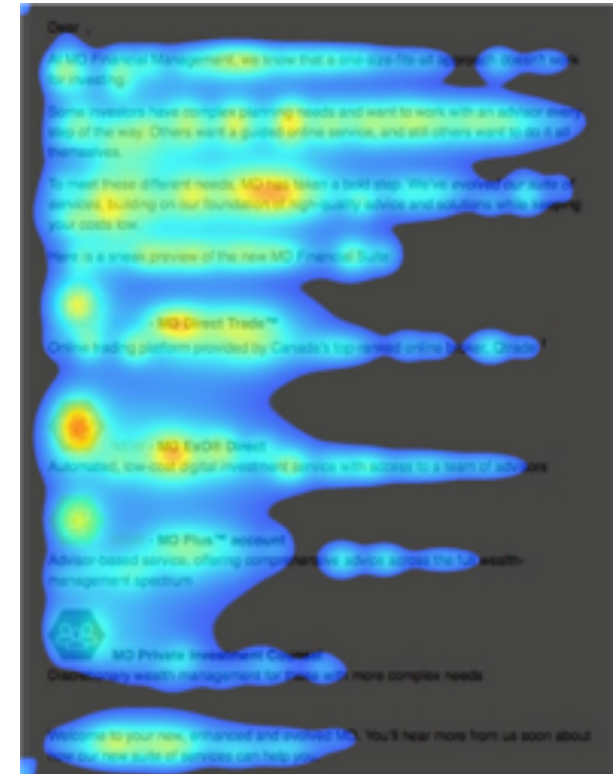 Dear ,
At MD Financial Management, we know that a one-size-fits-all approach doesn't work
for investing.
Some investors have complex planning needs and want to work with an advisor every
step of the way. Others want a guided online service, and still others want to do it all
themselves.
To meet these different needs, MD has taken a bold step. We've evolved our suite of
services, building on our foundation of high-quality advice and solutions while keeping
your costs low.
Here is a sneak preview of the new MD Financial Suite:
- MD Direct Trade™
Online trading platform provided by Canada's top-ranked online broker, Qtrade
NEW - MD ExO® Direct
Automated, low-cost digital investment service with access to a team of advisors
- MD Plus™ account
Advisor-based service, offering comprehensive advice across the full wealth-
management spectrum
MD Private Investment Counsel
Discretionary wealth management for those with more complex needs
Welcome to your new, enhanced and evolved MD. You'll hear more from us soon about
how our new suite of services can help you.